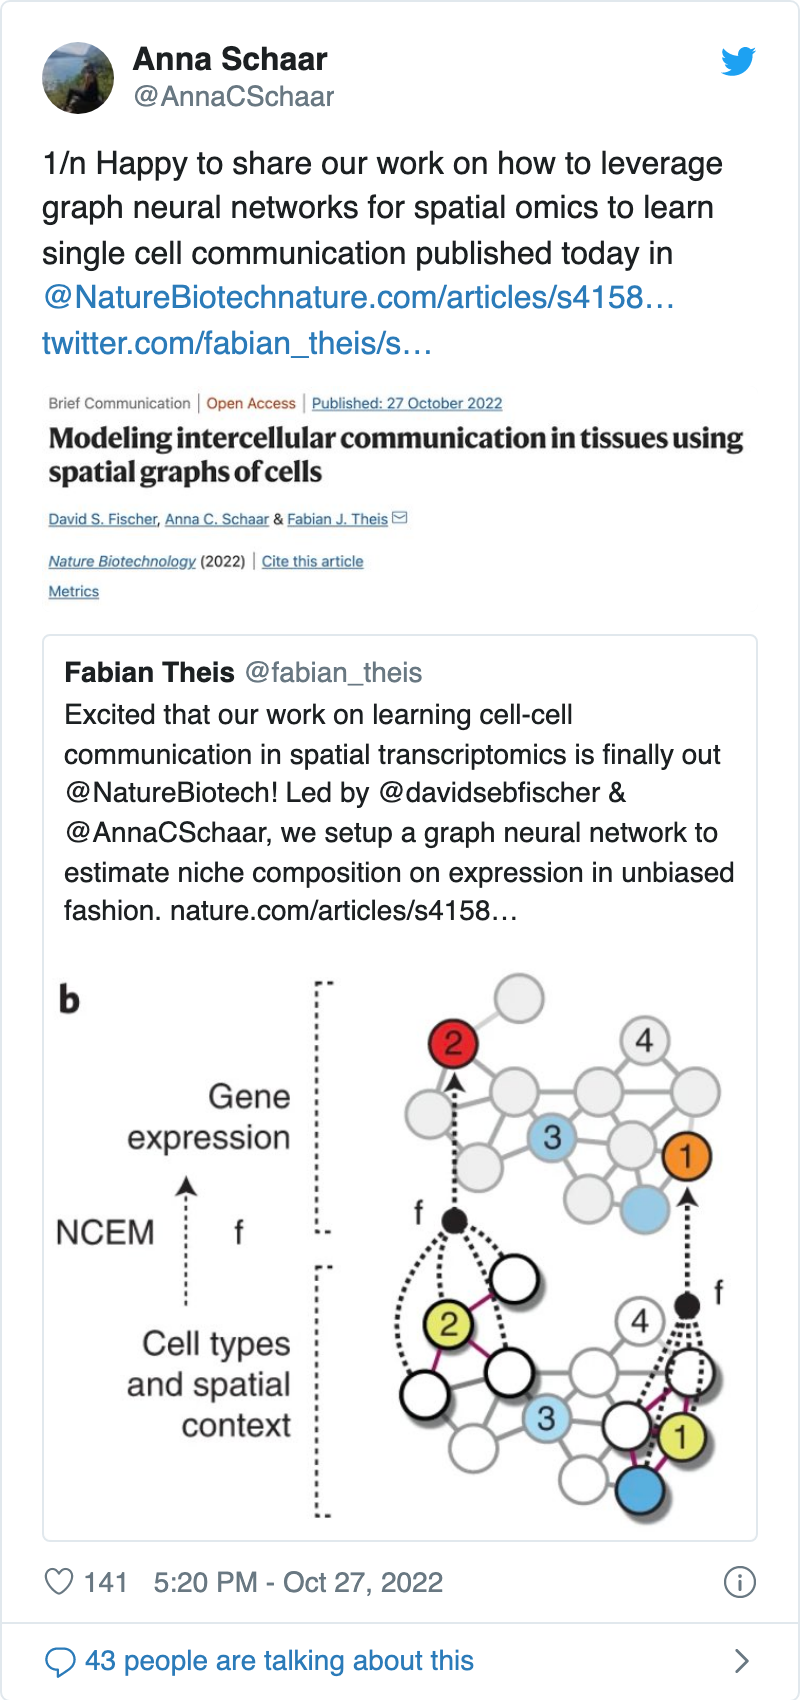 Anna Schaar
@AnnaCSchaar
1/n Happy to share our work on how to leverage
graph neural networks for spatial omics to learn
single cell communication published today in
@NatureBiotechnature.com/articles/s4158…
twitter.com/fabian_theis/s…
Brief Communication | Open Access | Published: 27 October 2022
Modeling intercellular communication in tissues using
spatial graphs of cells
David S. Fischer, Anna C. Schaar & Fabian J. Theis
Nature Biotechnology (2022) | Cite this article
Metrics
Fabian Theis @fabian_theis
Excited that our work on learning cell-cell
communication in spatial transcriptomics is finally out
@NatureBiotech! Led by @davidsebfischer &
@AnnaCSchaar, we setup a graph neural network to
estimate niche composition on expression in unbiased
fashion. nature.com/articles/s4158…
b
Gene
expression
NCEM
f
Cell types
and spatial
context
2
4
3
1
f
f
2
4
3
1
141 5:20 PM - Oct 27, 2022
43 people are talking about this